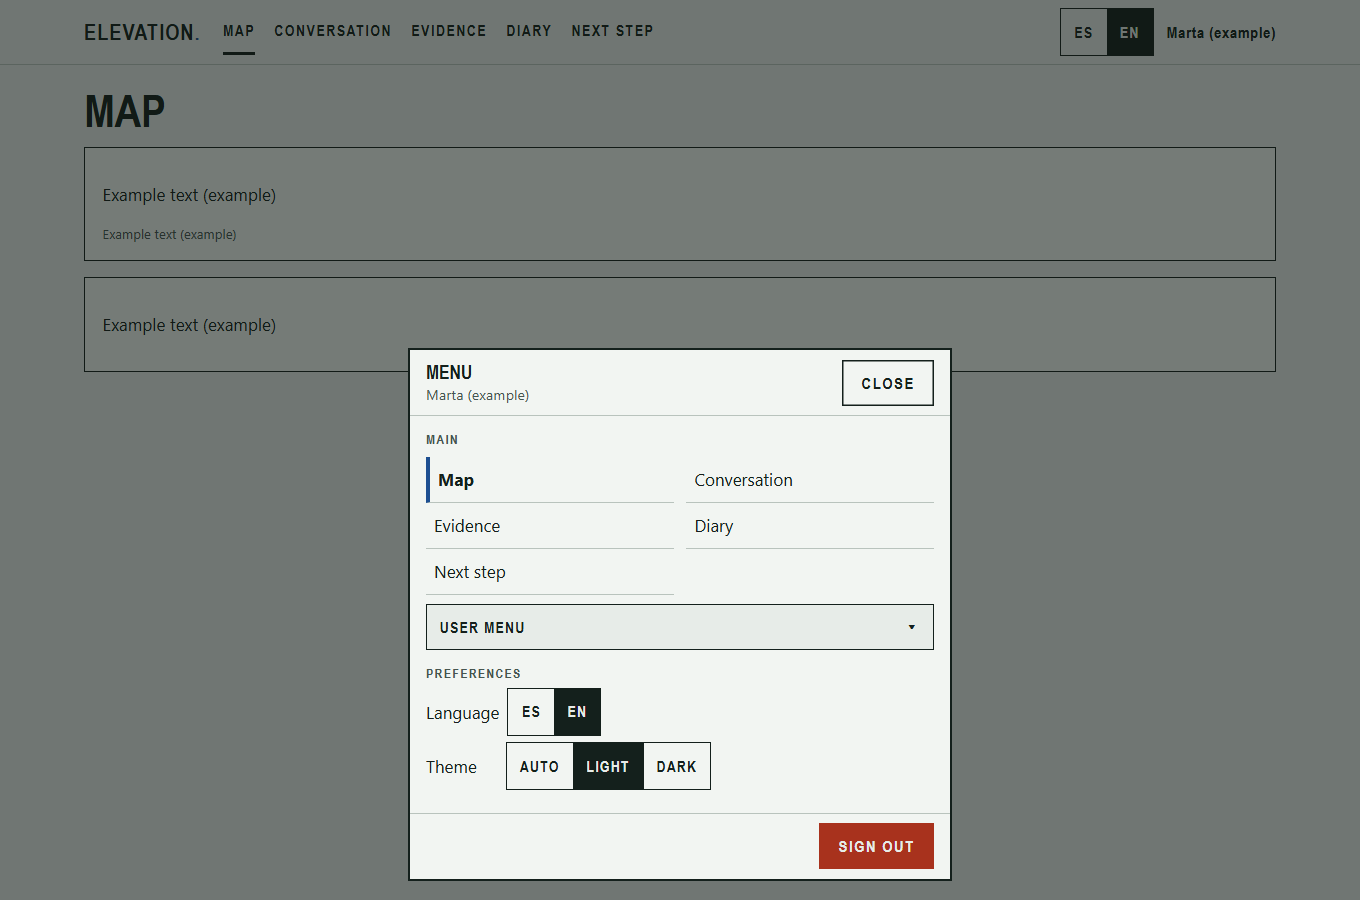 ELEVATION.
MAP CONVERSATION EVIDENCE DIARY NEXT STEP
ES EN Marta (example)
MAP
Example text (example)
Example text (example)
Example text (example)
MENU
Marta (example)
CLOSE
MAIN
Map
Conversation
Evidence
Diary
Next step
USER MENU
PREFERENCES
Language ES EN
Theme AUTO LIGHT DARK
SIGN OUT